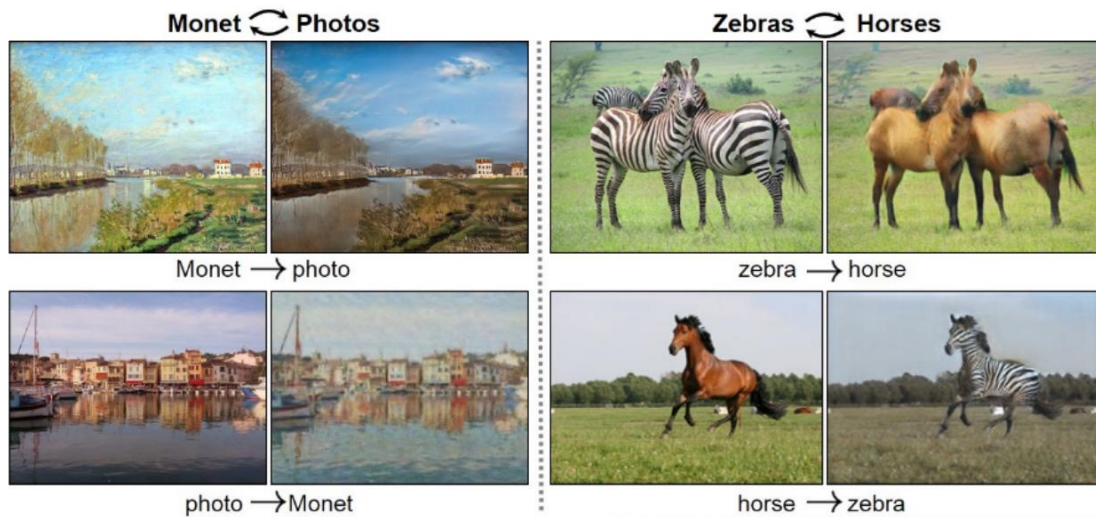 Monet Photos
Monet → photo
photo → Monet
Zebras Horses
zebra → horse
horse → zebra